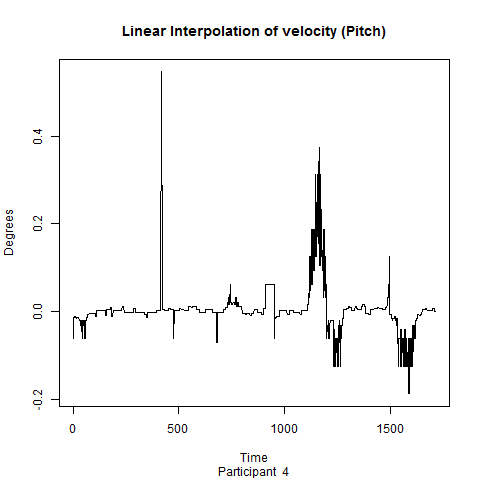 Linear Interpolation of velocity (Pitch)
Degrees
0.4
0.2
0.0
-0.2
0 500 1000 1500
Time
Participant 4